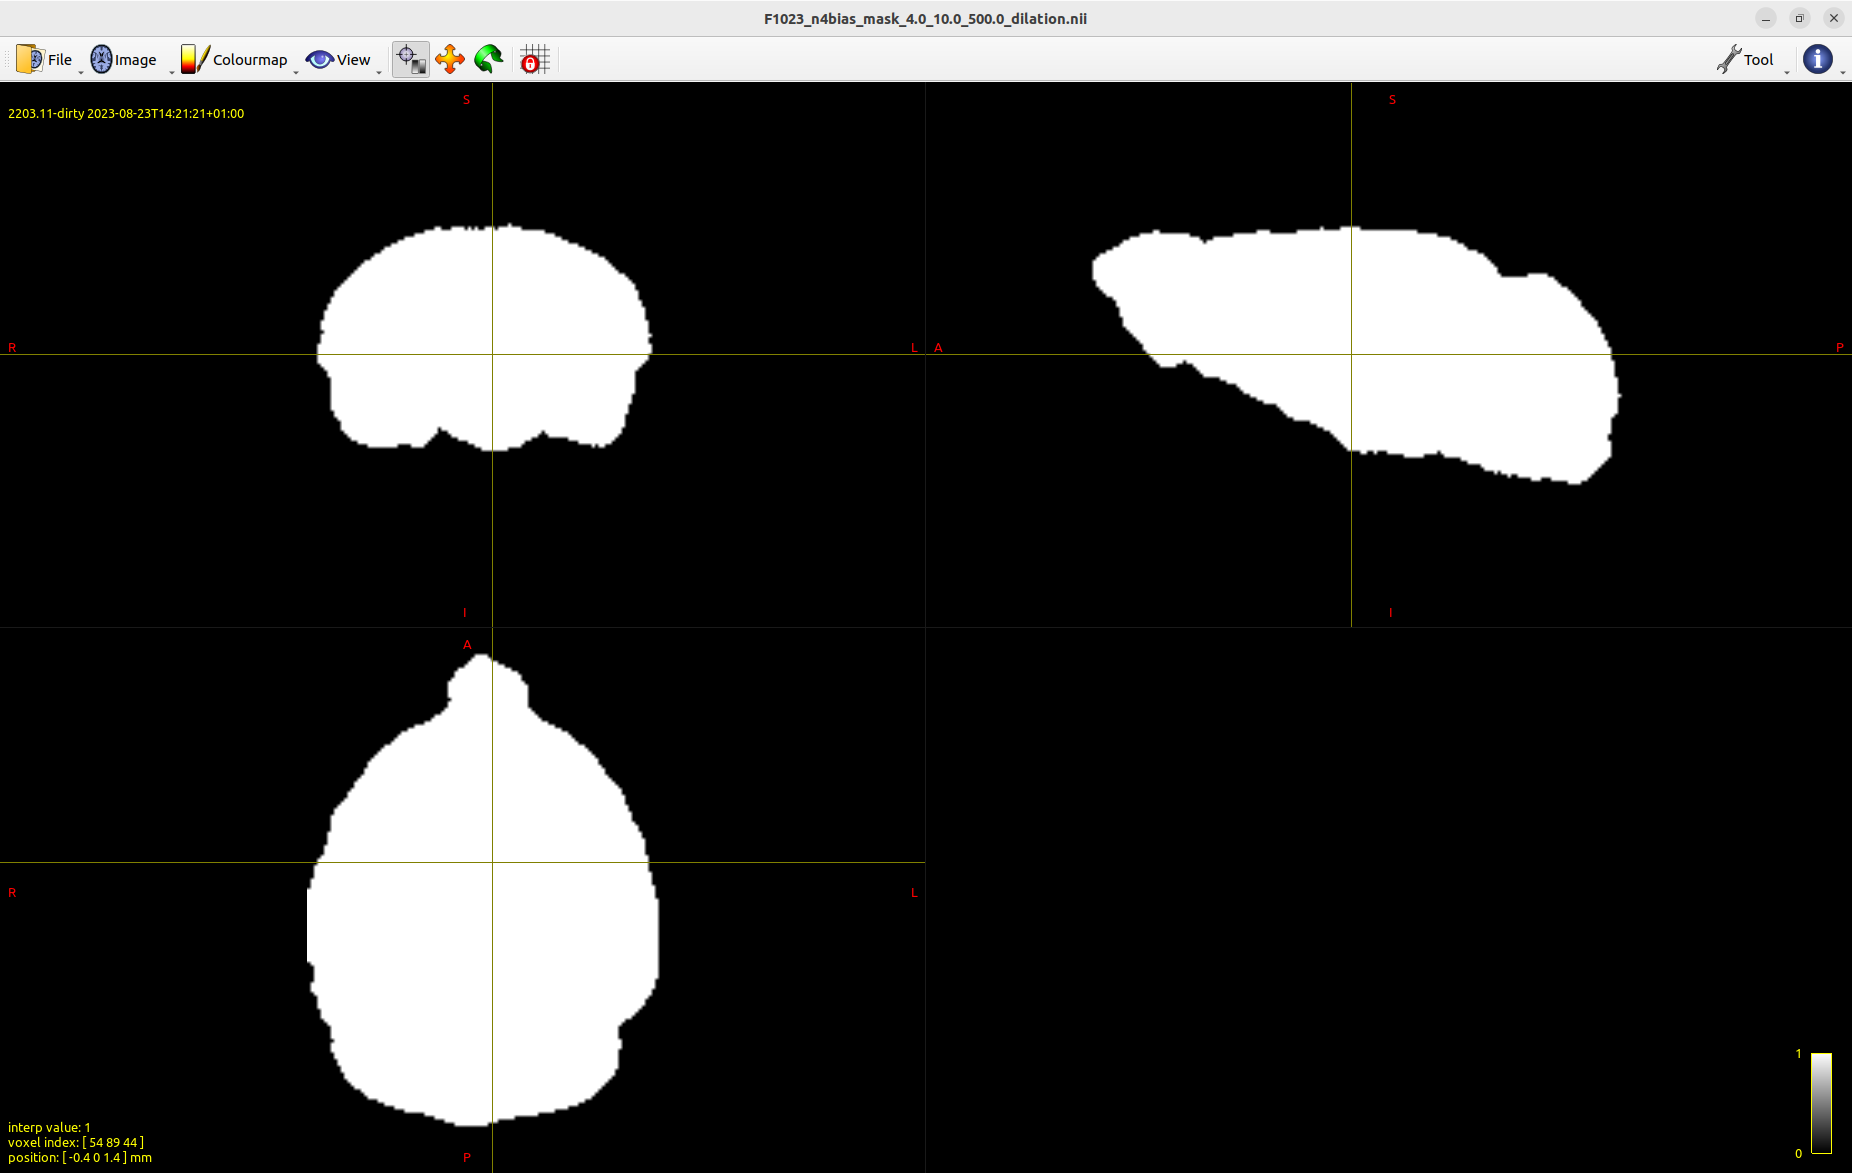 F1023_n4bias_mask_4.0_10.0_500.0_dilation.nii
File Image Colourmap View Tool
S
S
2203.11-dirty 2023-08-23T14:21:21+01:00
R
L
A
P
I
I
A
R
L
1
interp value: 1
voxel index: [ 54 89 44 ]
position: [ -0.4 0 1.4 ] mm
P
0